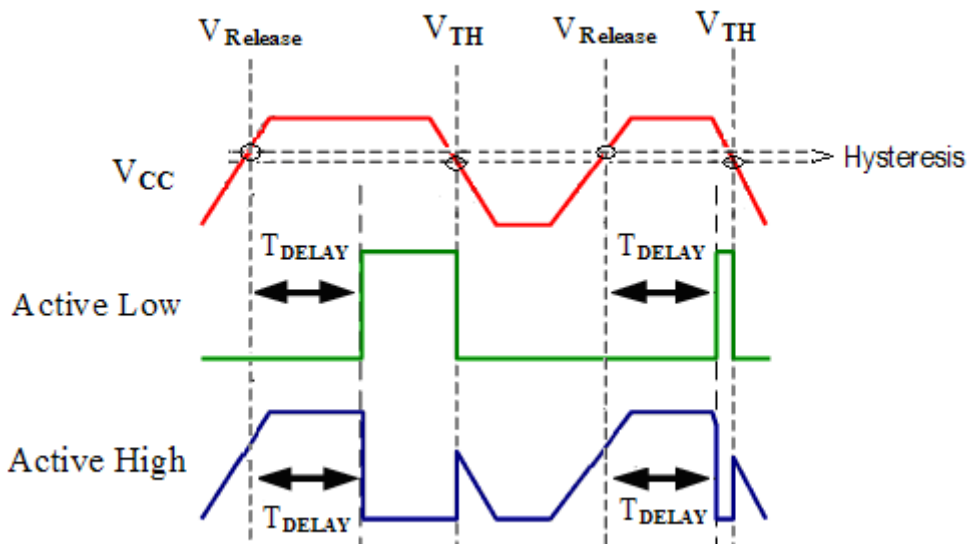 VRelease VTH VRelease VTH
VCC
Hysteresis
TDELAY TDELAY
Active Low
Active High
TDELAY TDELAY